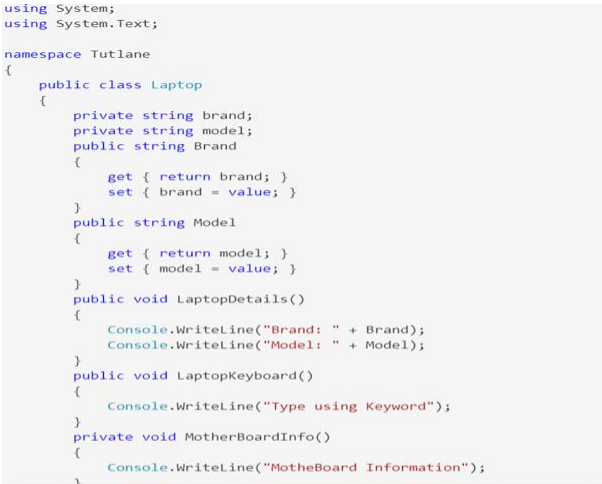 using System;
using System.Text;
namespace Tutlane
{
public class Laptop
{
private string brand;
private string model;
public string Brand
{
get { return brand; }
set { brand = value; }
}
public string Model
{
get { return model; }
set { model = value; }
}
public void LaptopDetails()
{
Console.WriteLine("Brand: " + Brand);
Console.WriteLine("Model: " + Model);
}
public void LaptopKeyboard()
{
Console.WriteLine("Type using Keyword");
}
private void MotherBoardInfo()
{
Console.WriteLine("MotheBoard Information");
}